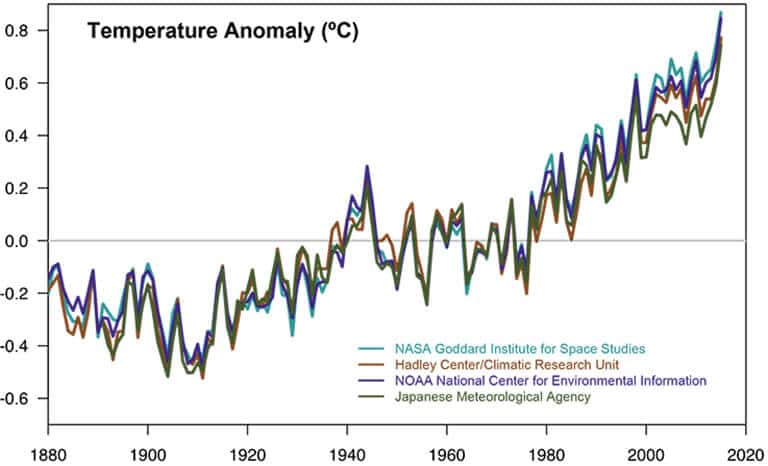 Temperature Anomaly (ºC)
0.8
0.6
0.4
0.2
0.0
-0.2
-0.4
-0.6
NASA Goddard Institute for Space Studies
Hadley Center/Climatic Research Unit
NOAA National Center for Environmental Information
Japanese Meteorological Agency
1880 1900 1920 1940 1960 1980 2000 2020